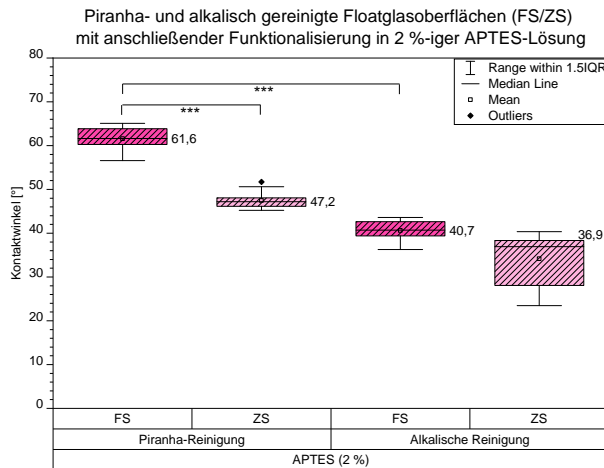 Piranha- und alkalisch gereinigte Floatglasoberflächen (FS/ZS)
mit anschließender Funktionalisierung in 2 %-iger APTES-Lösung
Range within 1.5IQR
Median Line
Mean
Outliers
80
70
60
50
40
30
20
10
0
Kontaktwinkel [°]
***
***
61,6
47,2
40,7
36,9
FS
ZS
FS
ZS
Piranha-Reinigung
Alkalische Reinigung
APTES (2 %)